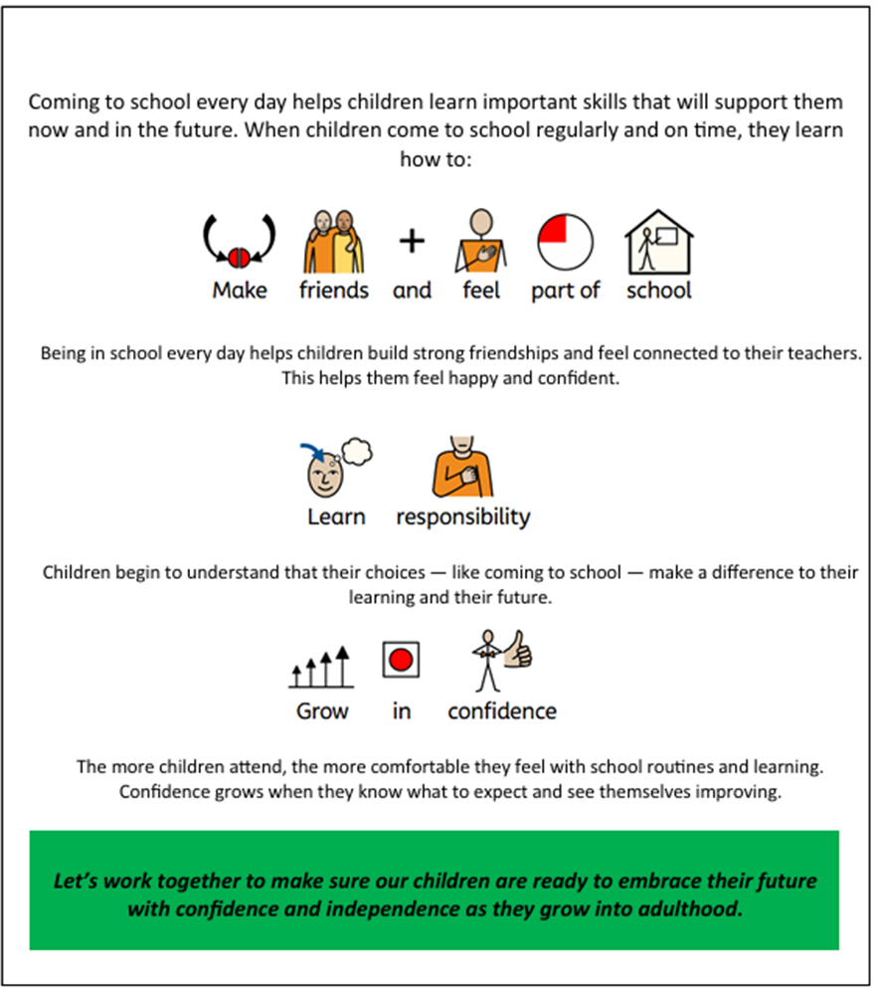 Coming to school every day helps children learn important skills that will support them
now and in the future. When children come to school regularly and on time, they learn
how to:
Make friends and feel part of school
Being in school every day helps children build strong friendships and feel connected to their teachers.
This helps them feel happy and confident.
Learn responsibility
Children begin to understand that their choices — like coming to school — make a difference to their
learning and their future.
Grow in confidence
The more children attend, the more comfortable they feel with school routines and learning.
Confidence grows when they know what to expect and see themselves improving.
Let’s work together to make sure our children are ready to embrace their future
with confidence and independence as they grow into adulthood.